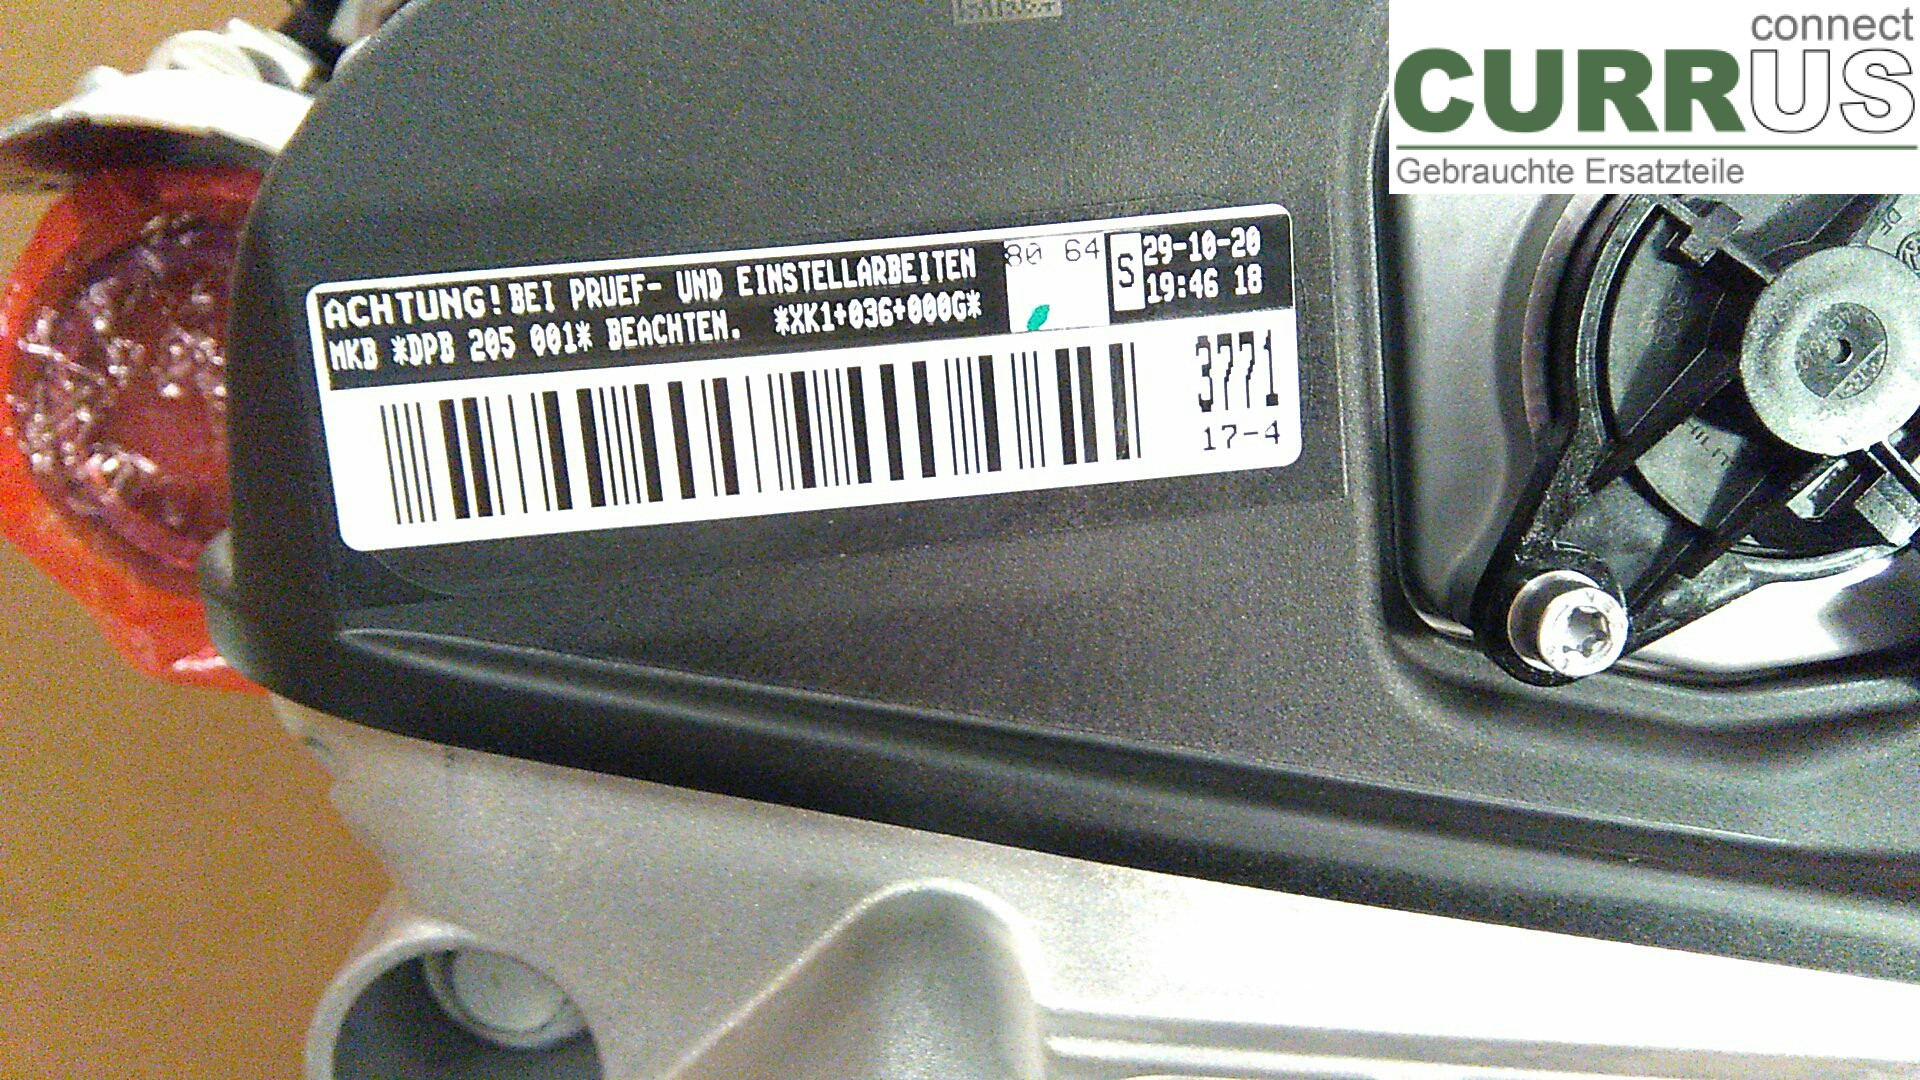 connect
CURRUS
Gebrauchte Ersatzteile
ACHTUNG! BEI PRUEF- UND EINSTELLARBEITEN
MKB *DPB 205 001* BEACHTEN. *XK1+036+000G*
80 64
S
29-10-20
19:46 18
3771
17-4